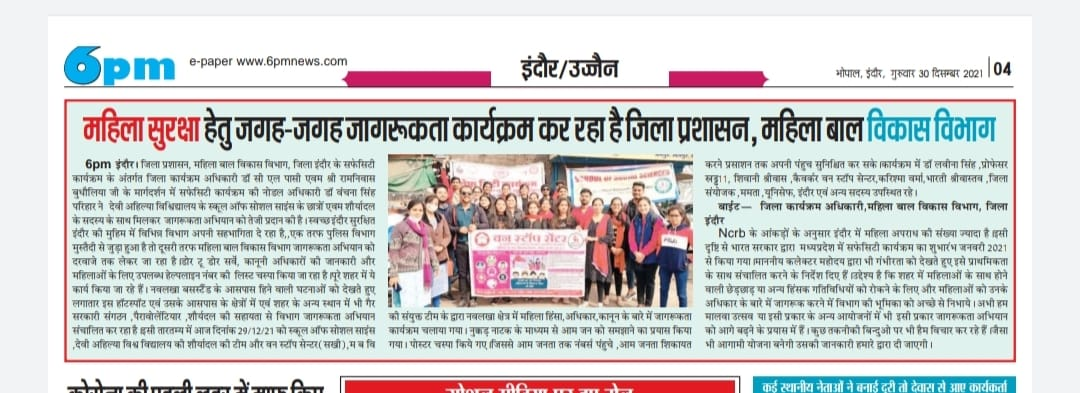 6pm e-paper www.6pmnews.com
इंदौर/उज्जैन
भोपाल, इंदौर, गुरुवार 30 दिसम्बर 2021 | 04
महिला सुरक्षा हेतु जगह-जगह जागरूकता कार्यक्रम कर रहा है जिला प्रशासन, महिला बाल विकास विभाग
6pm इंदौर। जिला प्रशासन, महिला बाल विकास विभाग, जिला इंदौर के सफेसिटी
कार्यक्रम के अंतर्गत जिला कार्यक्रम अधिकारी डॉ सी एल पासी एवम श्री रामनिवास
बुधौलिया जी के मार्गदर्शन में सफेसिटी कार्यक्रम की नोडल अधिकारी डॉ वंचना सिंह
परिहार ने देवी अहिल्या विश्वविद्यालय के स्कूल ऑफ सोशल साइंस के छात्रों एवम शौर्यादल
के सदस्य के साथ मिलकर जागरूकता अभियान को तेजी प्रदान की है।स्वच्छ इंदौर सुरक्षित
इंदौर की मुहिम में विभिन्न विभाग अपनी सहभागिता दे रहा है,,एक तरफ पुलिस विभाग
मुस्तैदी से जुड़ा हुआ है तो दूसरी तरफ महिला बाल विकास विभाग जागरूकता अभियान को
दरवाजे तक लेकर जा रहा है।डोर टू डोर सर्वे, कानूनी अधिकारों की जानकारी और
महिलाओं के लिए उपलब्ध हेल्पलाइन नंबर की लिस्ट चस्पा किया जा रहा है।पूरे शहर में ये
कार्य किया जा रहे हैं। नवलखा बसस्टैंड के आसपास हिने वाली घटनाओं को देखते हुए
लगातार इस हॉटस्पॉट एवं उसके आसपास के क्षेत्रों में एवं शहर के अन्य स्थान में भी गैर
सरकारी संगठन ,पैरावोलेंटियार ,शौर्यदल की सहायता से विभाग जागरूकता अभियान
संचालित कर रहा है।इसी तारतम्य में आज दिनांक 29/12/21 को स्कूल ऑफ सोशल साइंस
,देवी अहिल्या विश्व विद्यालय की शौर्यादल की टीम और वन स्टॉप सेन्टर(सखी),म ब वि
SCHOOL OF SOCIAL SCIENCES
वन स्टॉप सेंटर
की संयुक्त टीम के द्वारा नवलखा क्षेत्र में महिला हिंसा,अधिकार,कानून के बारे में जागरूकता
कार्यक्रम चलाया गया। नुकड़ नाटक के माध्यम से आम जन को समझाने का प्रयास किया
गया। पोस्टर चस्पा किये गए,जिससे आम जनता तक नंबर्स पहुंचे ,आम जनता शिकायत
करने प्रशासन तक अपनी पंहुच सुनिश्चित कर सके।कार्यक्रम में डॉ लवीना सिंह ,प्रोफेसर
शिवानी श्रीवास ,कैवर्कर वन स्टॉप सेन्टर,करिश्मा वर्मा,भारती श्रीवास्तव ,जिला
संयोजक ,ममता ,यूनिसेफ, इंदौर एवं अन्य सदस्य उपस्थित रहे।
बाईट— जिला कार्यक्रम अधिकारी,महिला बाल विकास विभाग, जिला
इंदौर
Ncrb के आंकड़ों के अनुसार इंदौर में महिला अपराध की संख्या ज्यादा है।इसी
दृष्टि से भारत सरकार द्वारा मध्यप्रदेश में सफेसिटी कार्यक्रम का शुभारंभ जनवरी 2021
से किया गया।माननीय कलेक्टर महोदय द्वारा भी गंभीरता को देखते हुए इसे प्राथमिकता
के साथ संचालित करने के निर्देश दिए हैं।उद्देश्य है कि शहर में महिलाओं के साथ होने
वाली छेड़छाड़ या अन्य हिंसक गतिविधियों को रोकने के लिए और महिलाओं को उनके
अधिकार के बारे में जागरूक करने में विभाग की भूमिका को अच्छे से निभाये। अभी हम
मालवा उत्सव या इसी प्रकार के अन्य आयोजनों में भी इसी प्रकार जागरूकता अभियान
को आगे बढ़ने के प्रयास में हैं। कुछ तकनीकी बिन्दुओ पर भी हैम विचार कर रहे हैं।जैसा
भी आगामी योजना बनेगी उसकी जानकारी हमारे द्वारा दी जाएगी।
कई स्थानीय नेताओं ने बनाई दूरी तो देवास से आए कार्यकर्ता